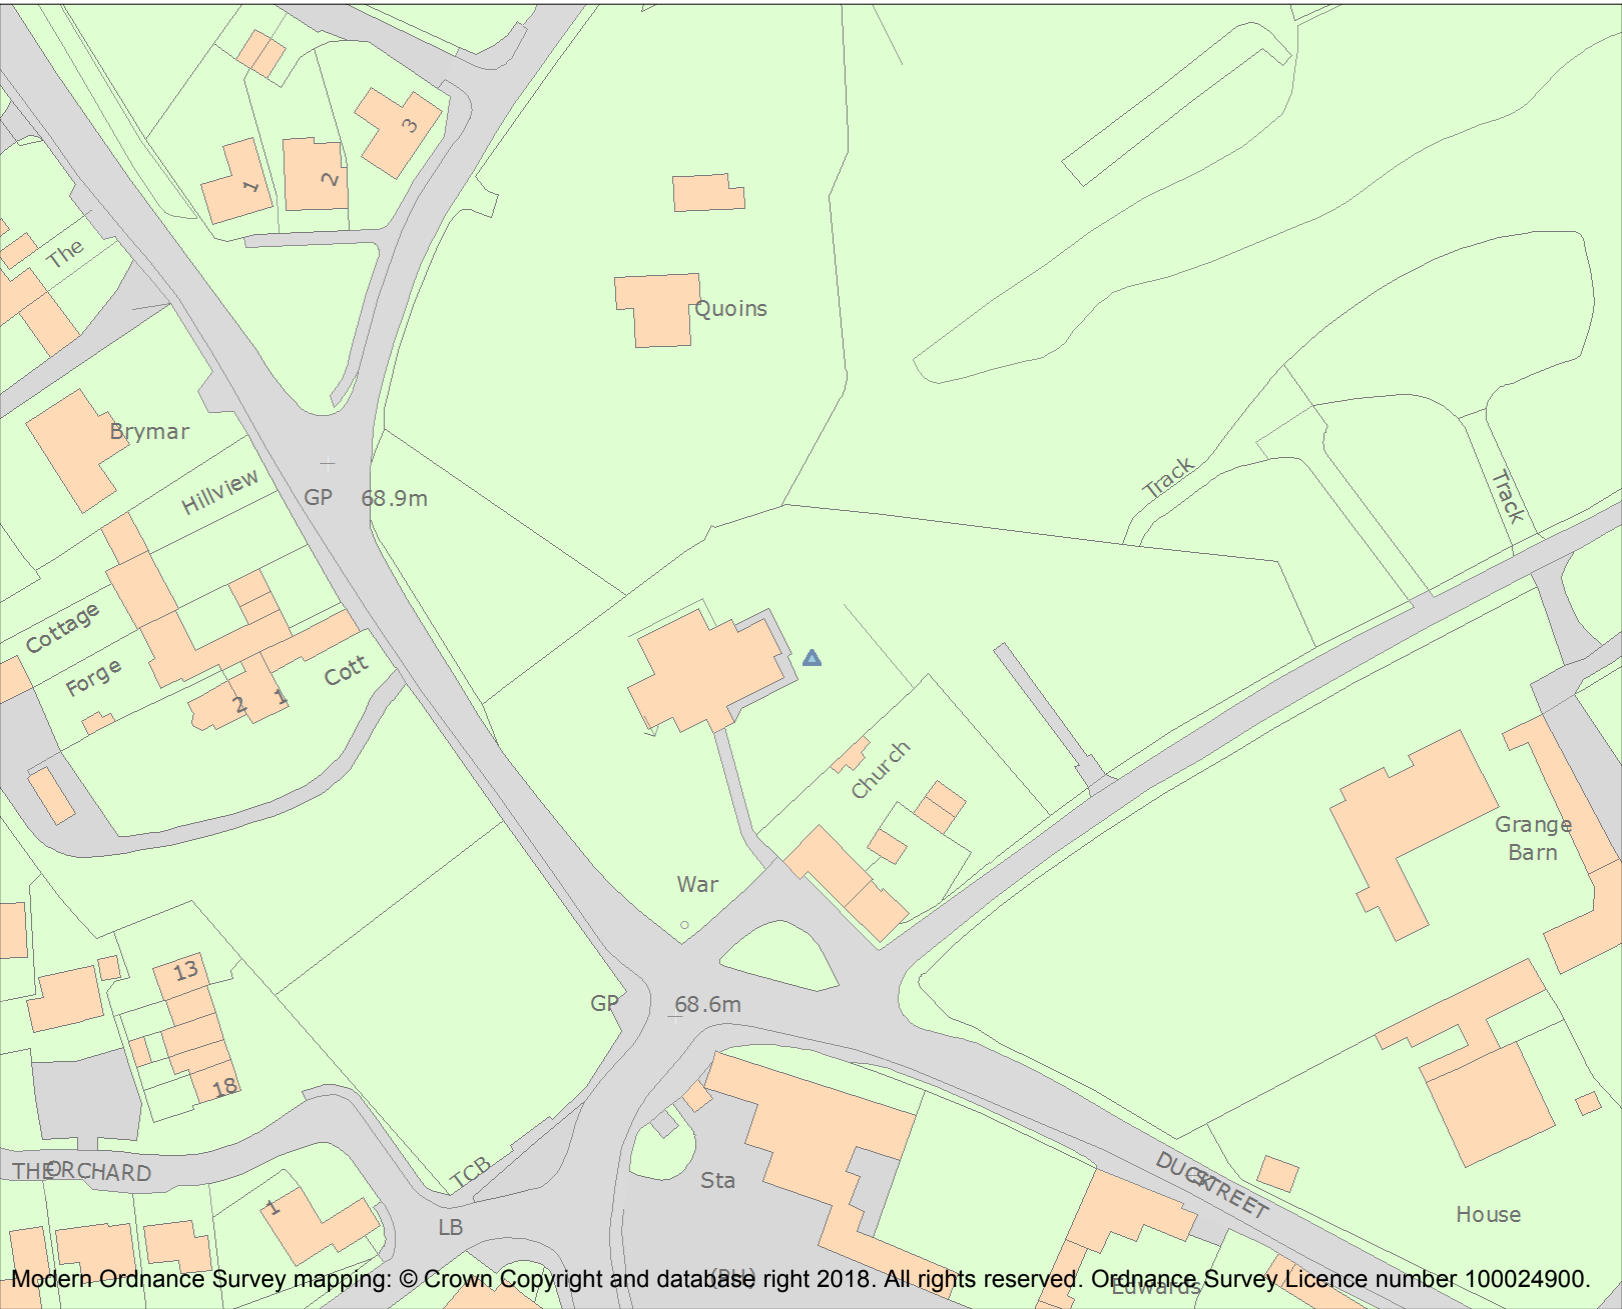 3
1
2
The
Quoins
Brymar
Hillview
GP 68.9m
Track
Track
Cottage
Forge
Cott
2 1
Church
Grange
Barn
War
13
GP 68.6m
18
THE ORCHARD
TCB
Sta
DUCK STREET
1
LB
House
(PH)
Edwards
Modern Ordnance Survey mapping: © Crown Copyright and database right 2018. All rights reserved. Ordnance Survey Licence number 100024900.